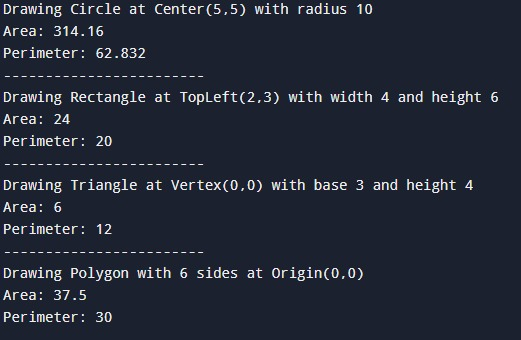 Drawing Circle at Center(5,5) with radius 10
Area: 314.16
Perimeter: 62.832
------------------------
Drawing Rectangle at TopLeft(2,3) with width 4 and height 6
Area: 24
Perimeter: 20
------------------------
Drawing Triangle at Vertex(0,0) with base 3 and height 4
Area: 6
Perimeter: 12
------------------------
Drawing Polygon with 6 sides at Origin(0,0)
Area: 37.5
Perimeter: 30